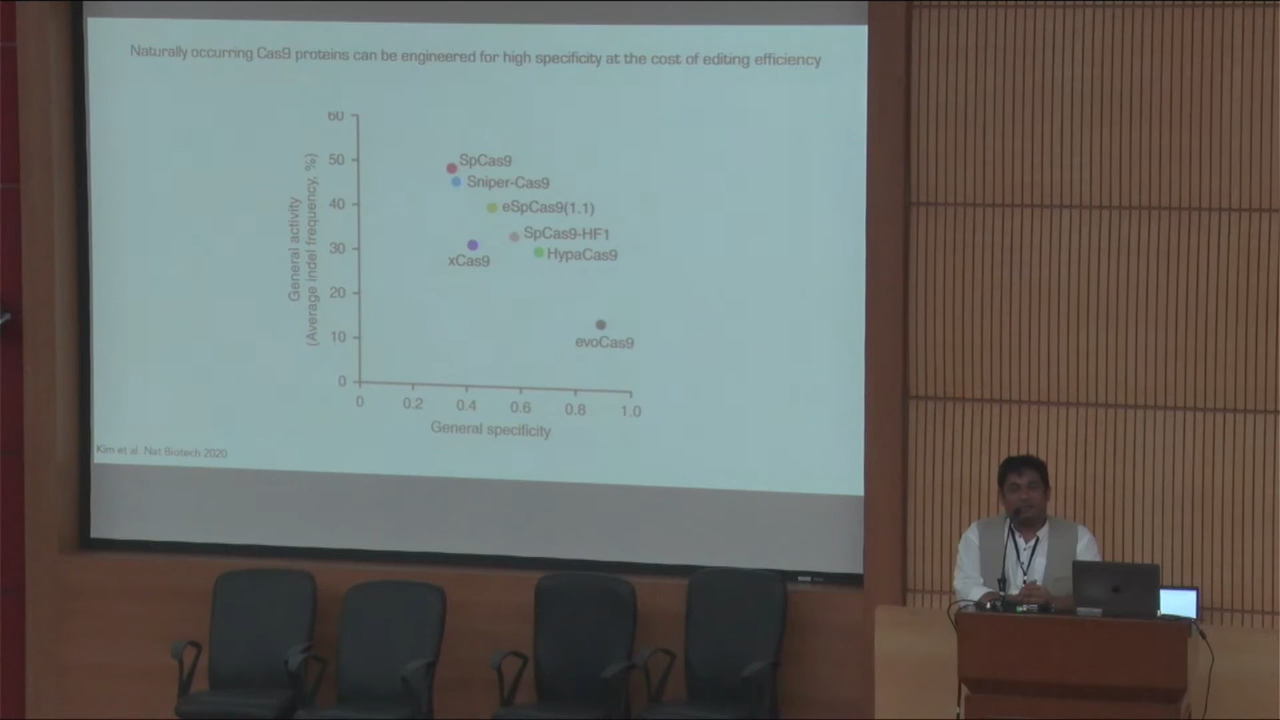 Naturally occurring Cas9 proteins can be engineered for high specificity at the cost of editing efficiency
60
50
40
30
20
10
0
General activity
(Average indel frequency, %)
SpCas9
Sniper-Cas9
eSpCas9(1.1)
SpCas9-HF1
xCas9
HypaCas9
evoCas9
0 0.2 0.4 0.6 0.8 1.0
General specificity
Kim et al. Nat Biotech 2020